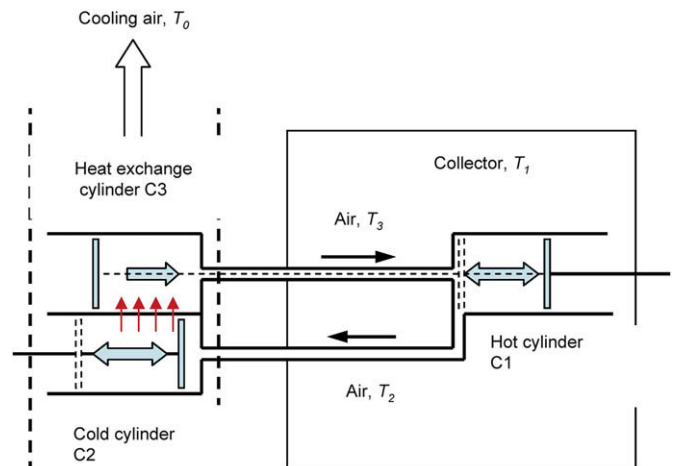 Cooling air, T0
Heat exchange
cylinder C3
Collector, T1
Air, T3
Hot cylinder
C1
Air, T2
Cold cylinder
C2